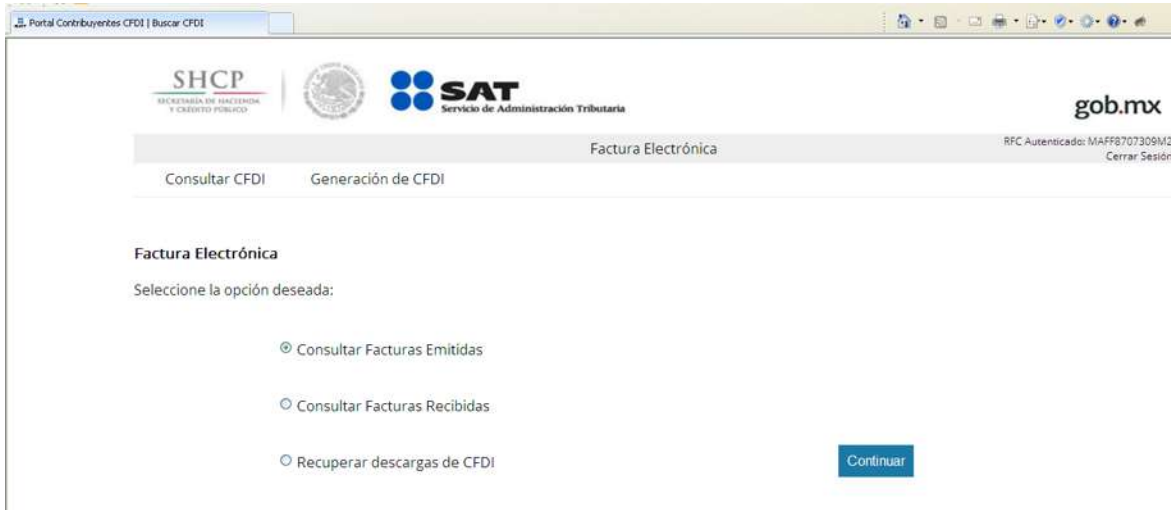 Portal Contribuyentes CFDI | Buscar CFDI
SHCP
SECRETARÍA DE HACIENDA
Y CRÉDITO PÚBLICO
SAT
Servicio de Administración Tributaria
gob.mx
Factura Electrónica
RFC Autenticado: MAFF8707309M2
Cerrar Sesión
Consultar CFDI Generación de CFDI
Factura Electrónica
Seleccione la opción deseada:
Consultar Facturas Emitidas
Consultar Facturas Recibidas
Recuperar descargas de CFDI
Continuar